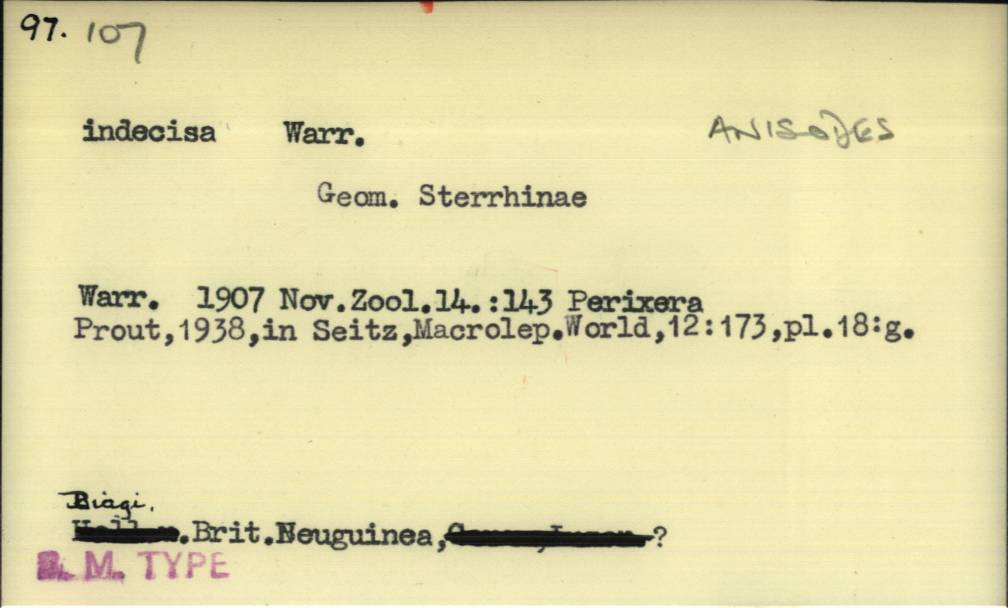 97. 107
indecisa Warr. ANISODES
Geom. Sterrhinae
Warr. 1907 Nov.Zool.14.:143 Perixera
Prout,1938,in Seitz,Macrolep.World,12:173,pl.18:g.
Biagi.
.Brit.Neuguinea, ?
B. M. TYPE